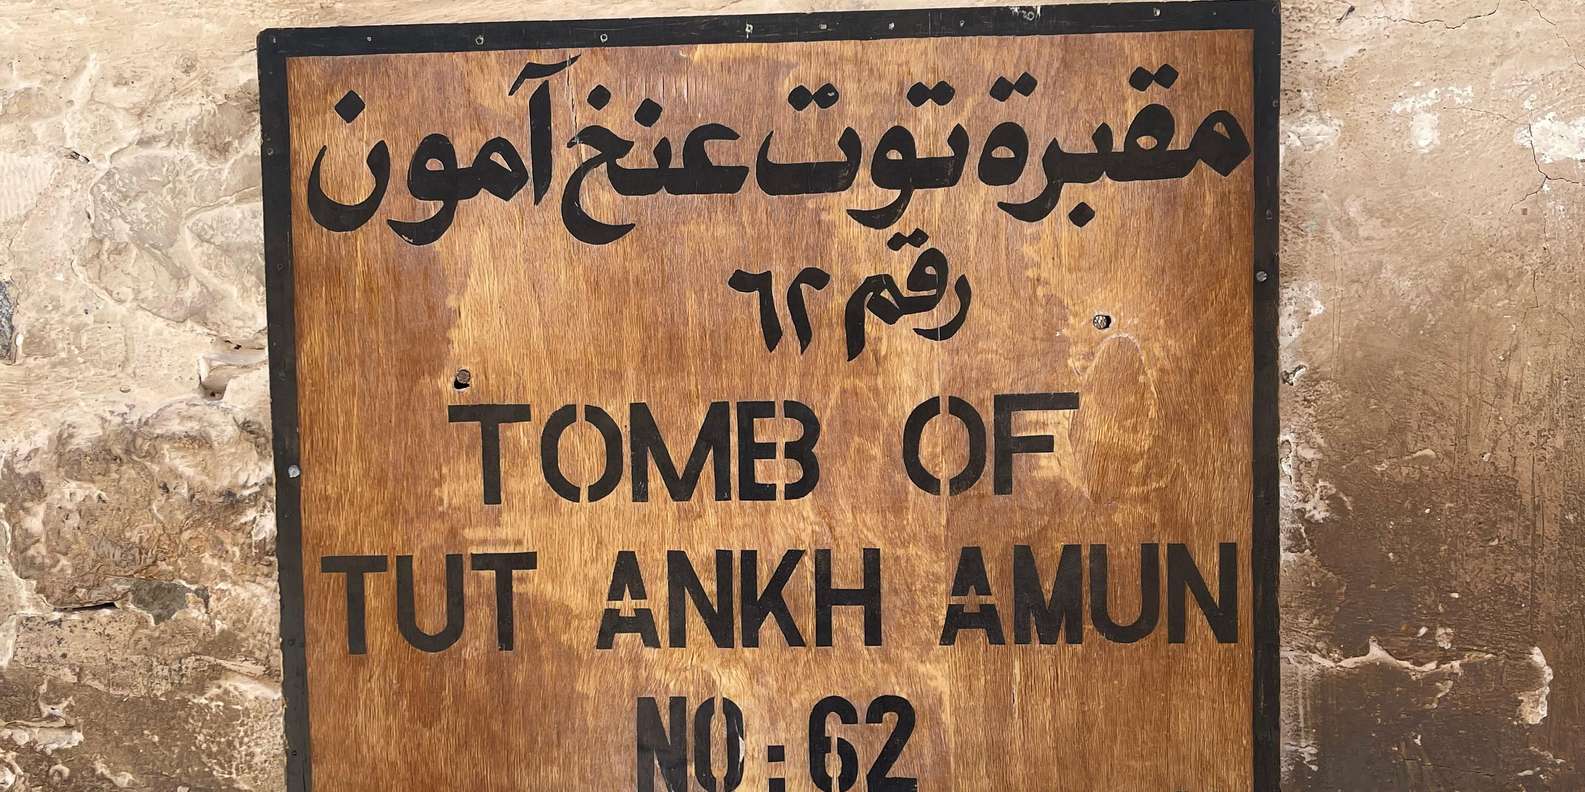 مقبرة توت عنخ آمون
رقم ٦٢
TOMB OF
TUT ANKH AMUN
NO:62